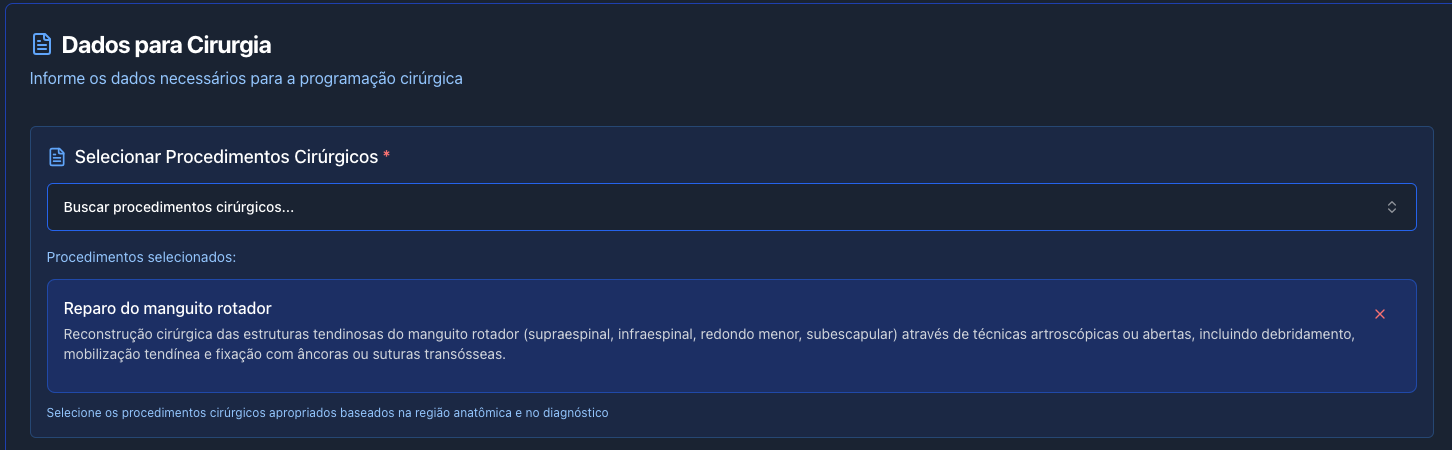 Dados para Cirurgia
Informe os dados necessários para a programação cirúrgica
Selecionar Procedimentos Cirúrgicos *
Buscar procedimentos cirúrgicos...
Procedimentos selecionados:
Reparo do manguito rotador
Reconstrução cirúrgica das estruturas tendinosas do manguito rotador (supraespinal, infraespinal, redondo menor, subescapular) através de técnicas artroscópicas ou abertas, incluindo debridamento,
mobilização tendínea e fixação com âncoras ou suturas transósseas.
Selecione os procedimentos cirúrgicos apropriados baseados na região anatômica e no diagnóstico